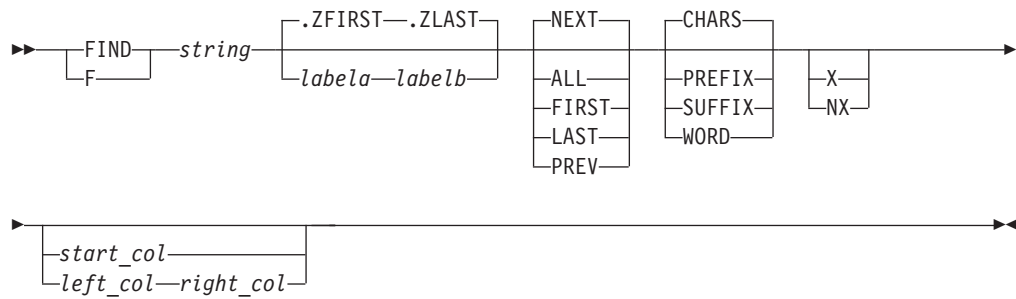 .ZFIRST .ZLAST NEXT CHARS
FIND string
F labela labelb ALL PREFIX X
FIRST SUFFIX NX
LAST WORD
PREV
start_col
left_col right_col